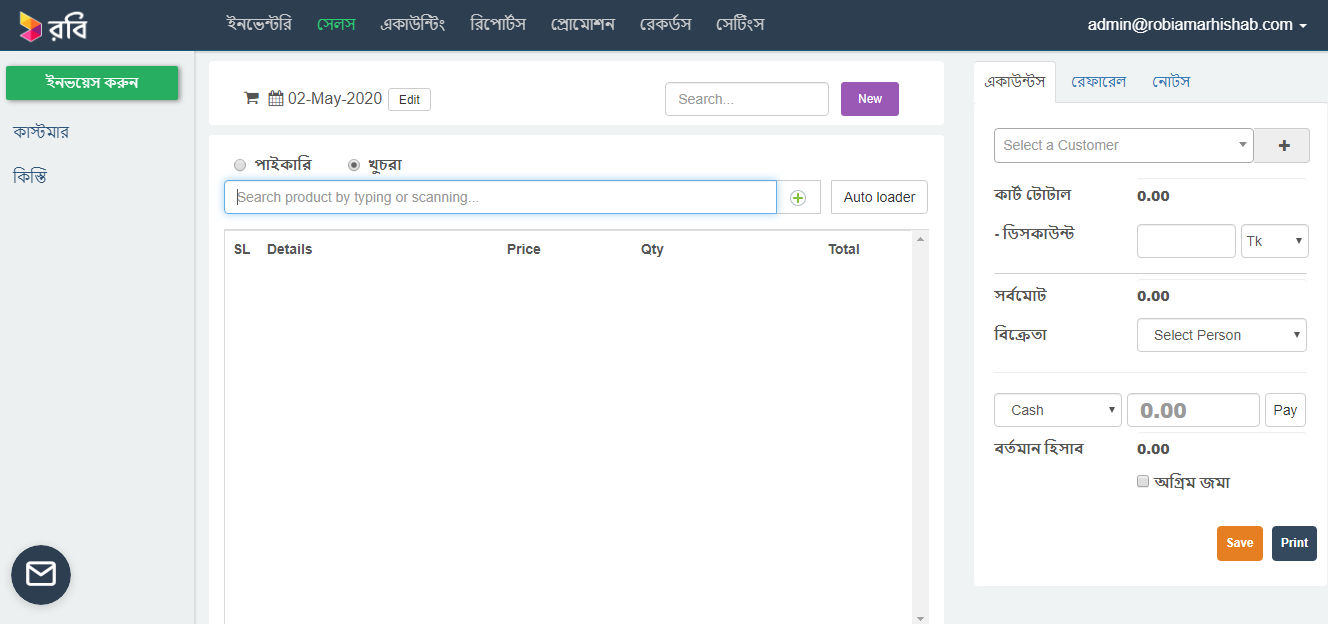 রবি
ইনভেন্টরি সেলস একাউন্টিং রিপোর্টস প্রোমোশন রেকর্ডস সেটিংস
admin@robiamarhishab.com
ইনভয়েস করুন
কাস্টমার
কিস্তি
02-May-2020 Edit
Search...
New
পাইকারি খুচরা
Search product by typing or scanning...
Auto loader
SL Details Price Qty Total
একাউন্টস রেফারেল নোটস
Select a Customer
কার্ট টোটাল 0.00
- ডিসকাউন্ট Tk
সর্বমোট 0.00
বিক্রেতা Select Person
Cash 0.00 Pay
বর্তমান হিসাব 0.00
অগ্রিম জমা
Save Print